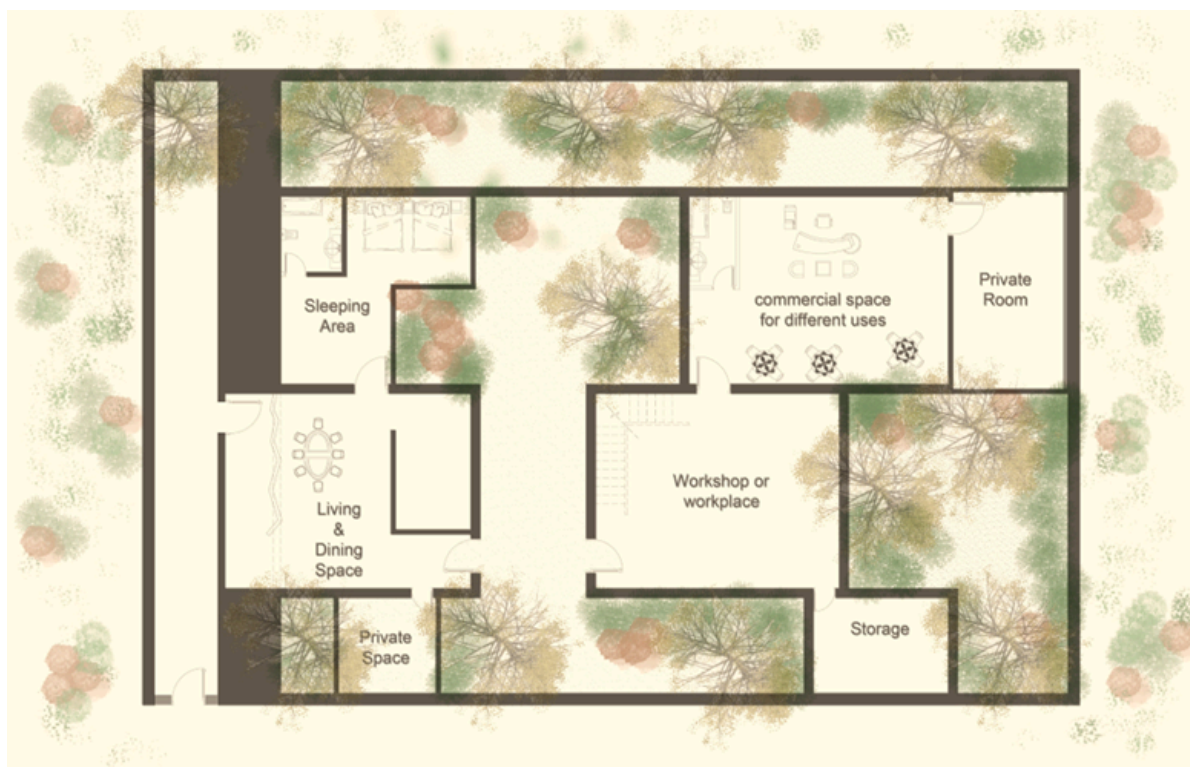 Sleeping
Area
commercial space
for different uses
Private
Room
Living
&
Dining
Space
Workshop or
workplace
Private
Space
Storage